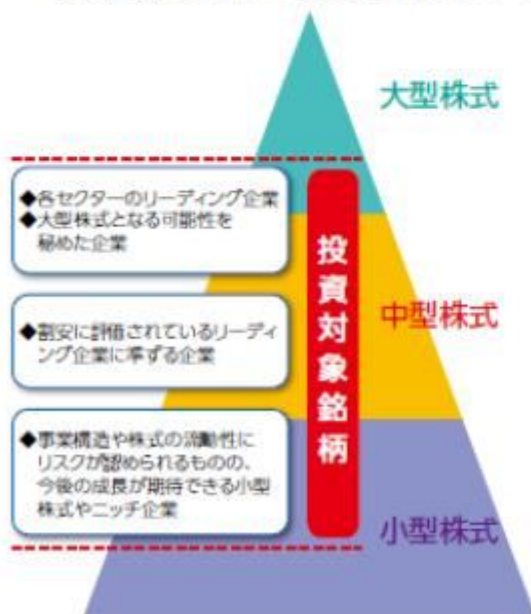 大型株式
◆各セクターのリーディング企業
◆大型株式となる可能性を
秘めた企業
投資対象銘柄
中型株式
◆割安に評価されているリーディ
ング企業に準ずる企業
◆事業構造や株式の流動性に
リスクが認められるものの、
今後の成長が期待できる小型
株式やニッチ企業
小型株式